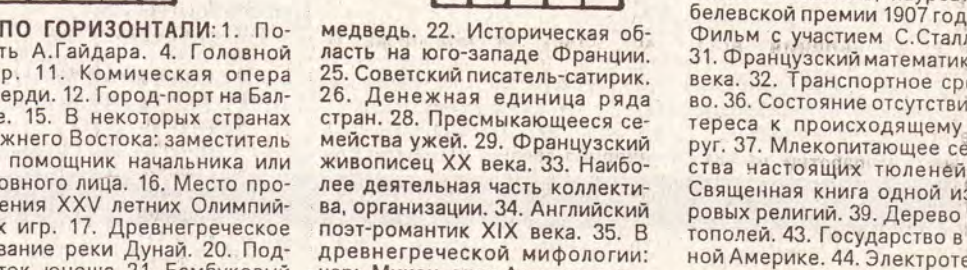 ПО ГОРИЗОНТАЛИ: 1. По-
ть А.Гайдара. 4. Головной
р. 11. Комическая опера
ерди. 12. Город-порт на Бал-
е. 15. В некоторых странах
жнего Востока: заместитель
помощник начальника или
овного лица. 16. Место про-
ения XXV летних Олимпий-
х игр. 17. Древнегреческое
вание реки Дунай. 20. Под-
ток, юноша. 21. Бамбуковый
медведь. 22. Историческая об-
ласть на юго-западе Франции.
25. Советский писатель-сатирик.
26. Денежная единица ряда
стран. 28. Пресмыкающееся се-
мейства ужей. 29. Французский
живописец XX века. 33. Наибо-
лее деятельная часть коллекти-
ва, организации. 34. Английский
поэт-романтик XIX века. 35. В
древнегреческой мифологии:
белевской премии 1907 год
Фильм с участием С.Сталл
31. Французский математик
века. 32. Транспортное ср
во. 36. Состояние отсутстви
тереса к происходящему
руг. 37. Млекопитающее се
ства настоящих тюленей
Священная книга одной из
ровых религий. 39. Дерево
тополей. 43. Государство в
ной Америке. 44. Электроте